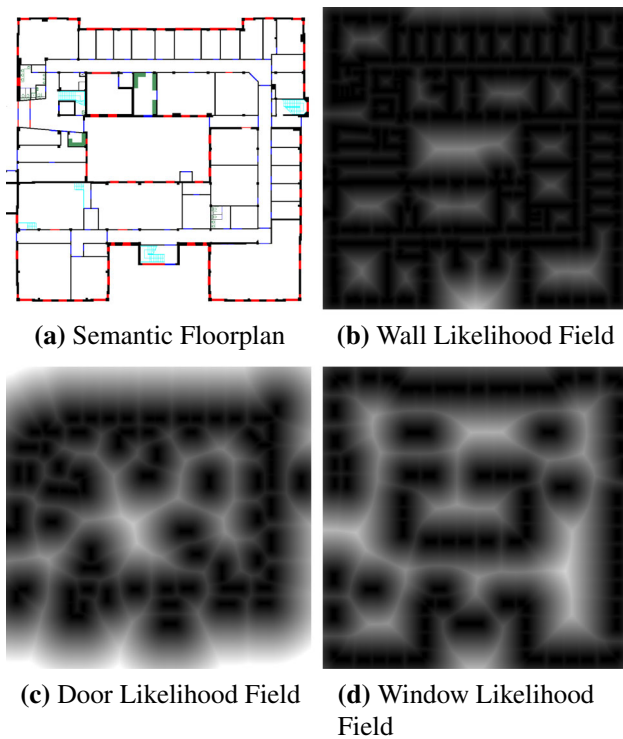 (a) Semantic Floorplan
(b) Wall Likelihood Field
(c) Door Likelihood Field
(d) Window Likelihood
Field